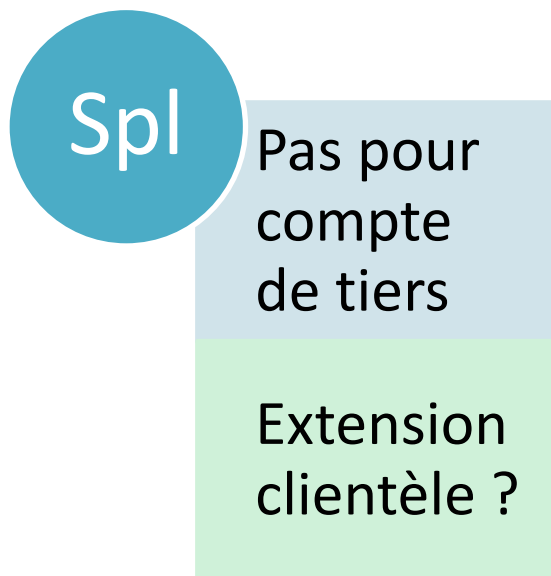 Spl
Pas pour
compte
de tiers
Extension
clientèle ?